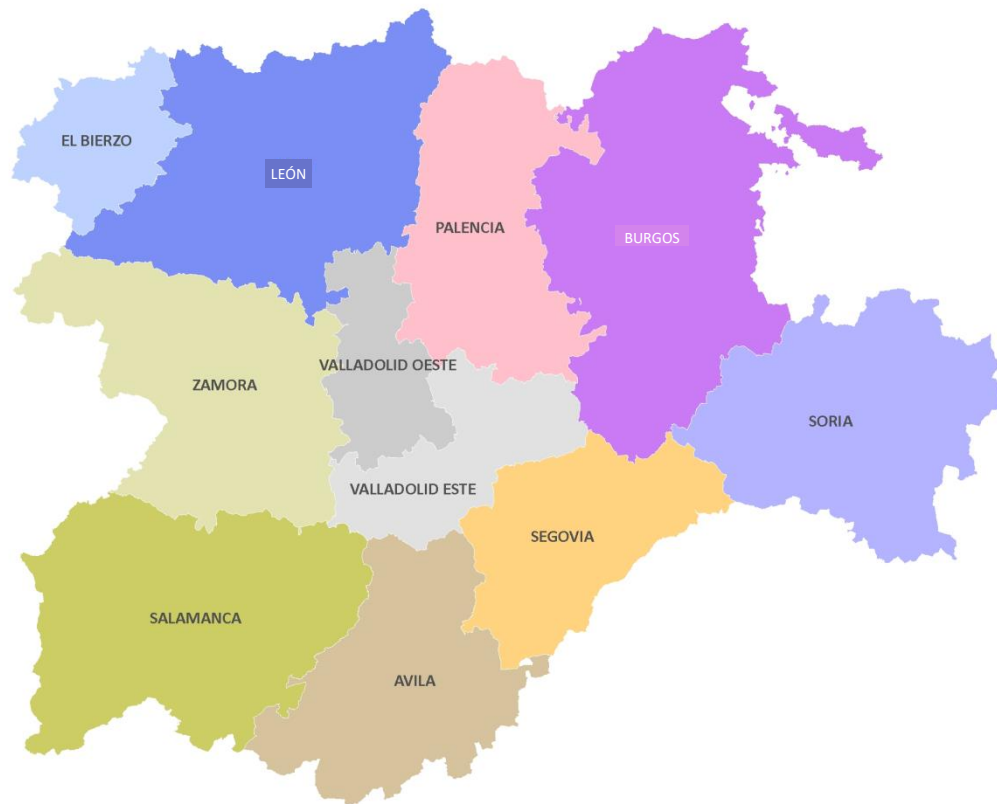 EL BIERZO
LEÓN
PALENCIA
BURGOS
VALLADOLID OESTE
ZAMORA
SORIA
VALLADOLID ESTE
SEGOVIA
SALAMANCA
AVILA